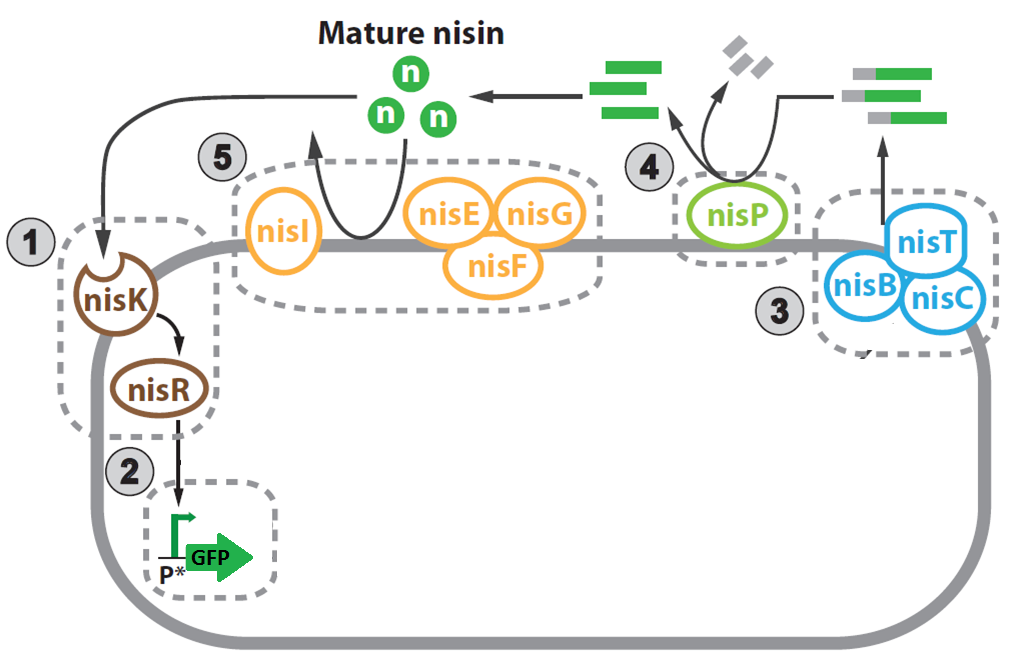 Mature nisin
n
n
n
5
4
nisE
nisG
nisI
nisP
1
nisT
nisF
nisB
nisK
nisC
3
nisR
2
GFP
P*